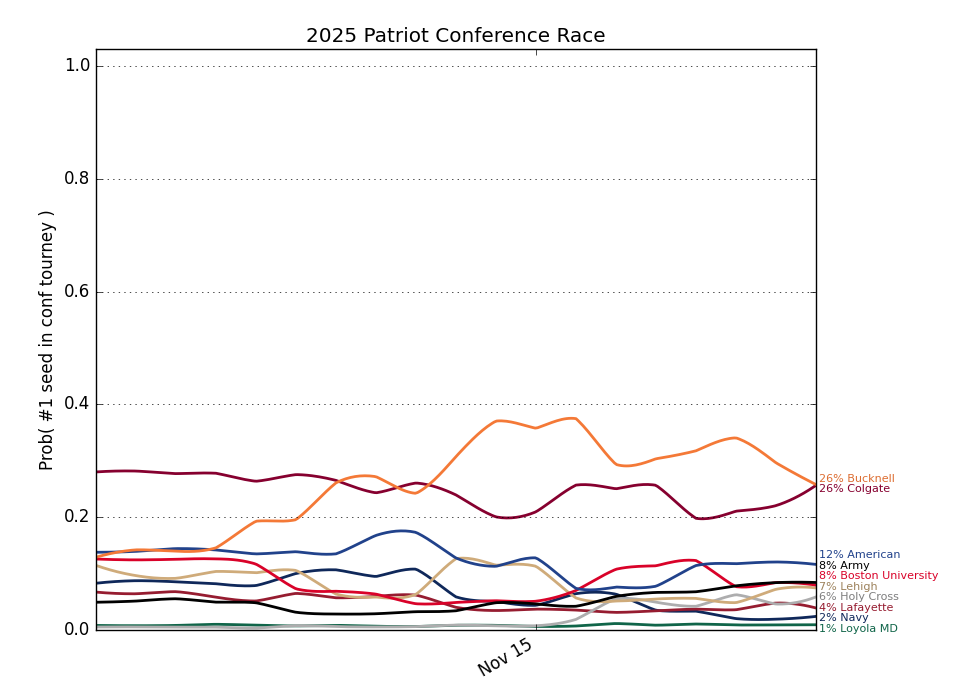 2025 Patriot Conference Race
1.0
0.8
0.6
0.4
0.2
0.0
Prob( #1 seed in conf tourney )
Nov 15
26% Bucknell
26% Colgate
12% American
8% Army
8% Boston University
7% Lehigh
6% Holy Cross
4% Lafayette
2% Navy
1% Loyola MD